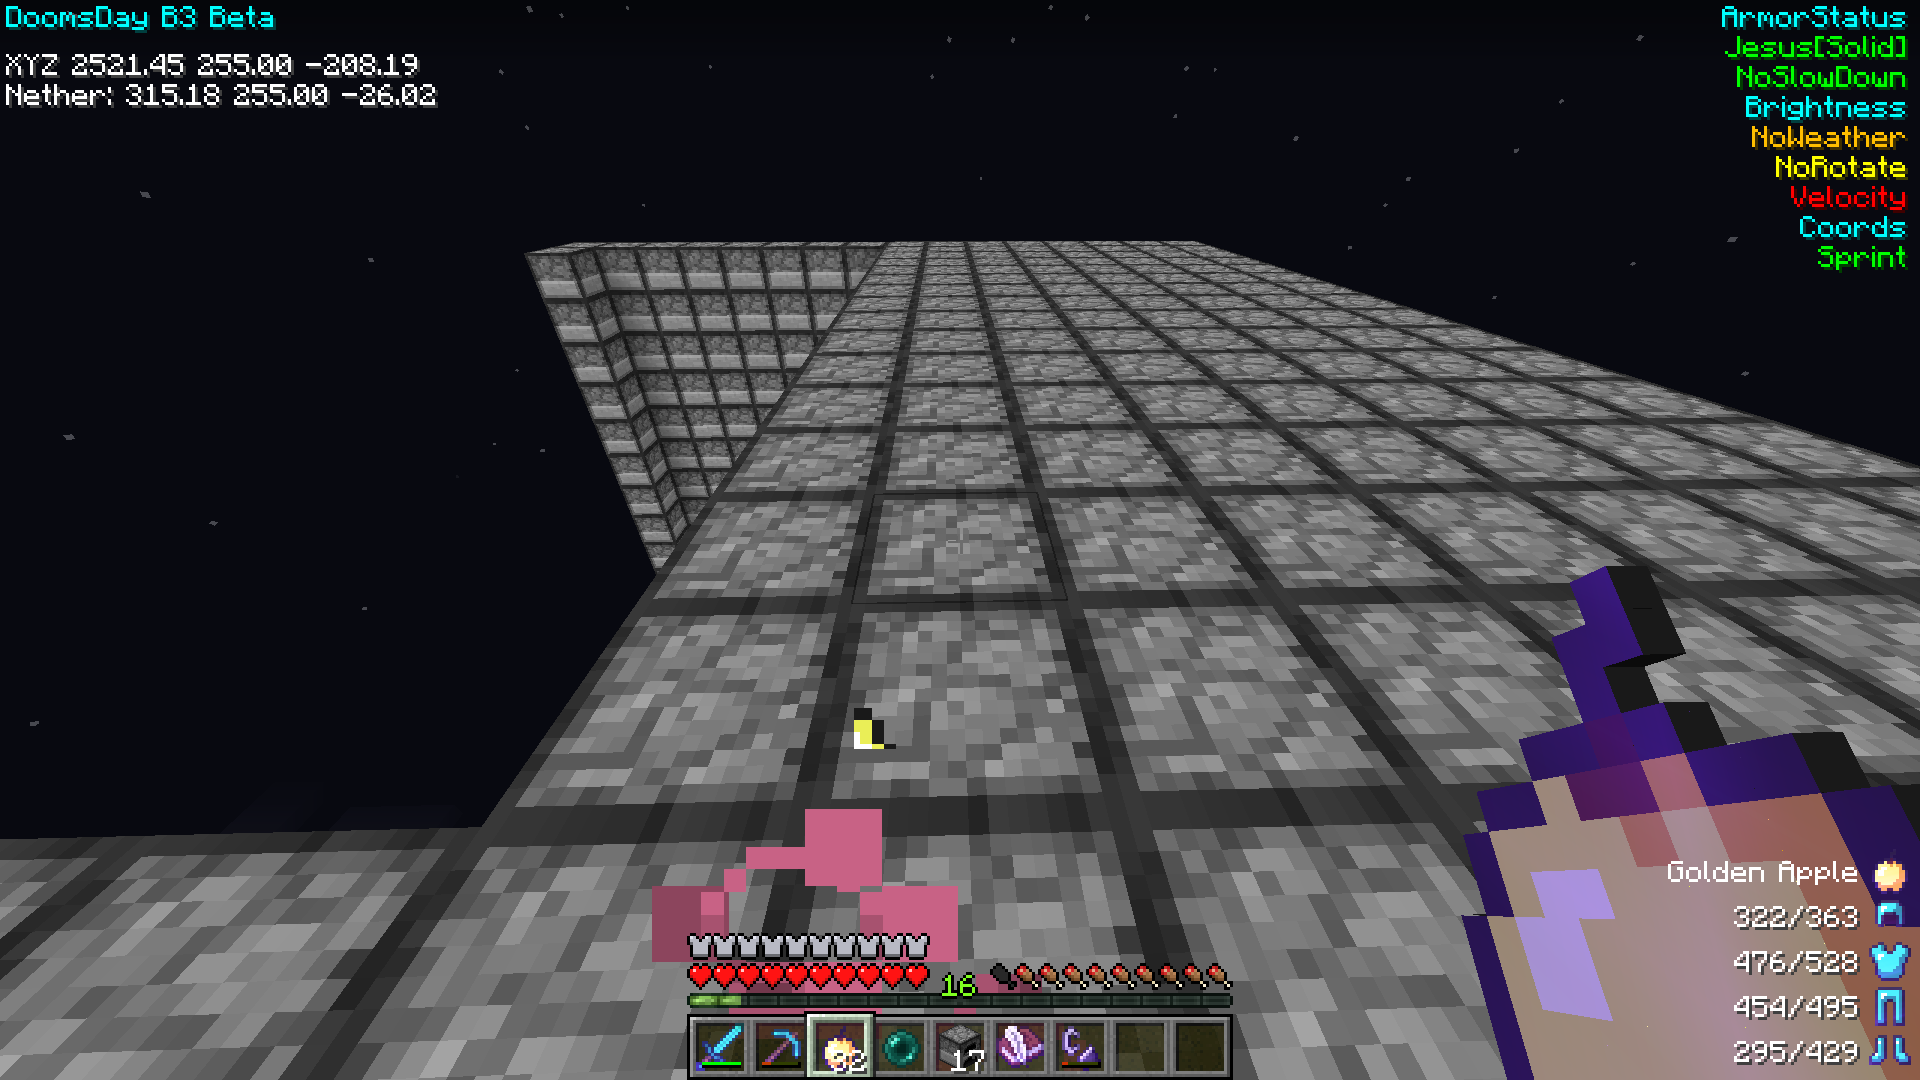 DoomsDay B3 Beta
XYZ 2521.45 255.00 -208.19
Nether: 315.18 255.00 -26.02
ArmorStatus
Jesus[Solid]
NoSlowDown
Brightness
NoWeather
NoRotate
Velocity
Coords
Sprint
Golden Apple
322/363
476/528
454/495
295/429
16
17